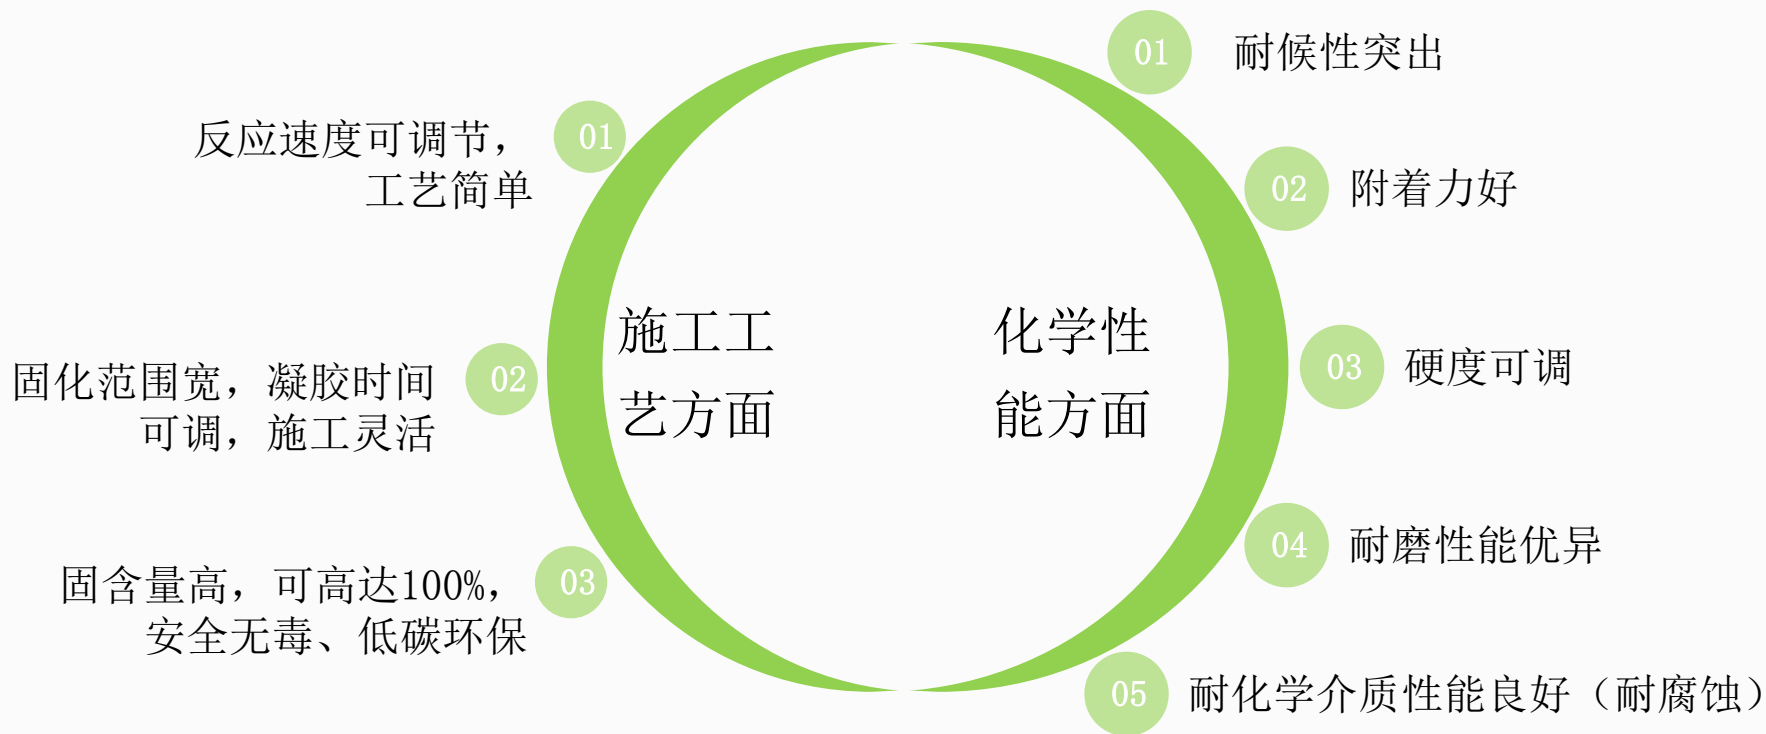 01
反应速度可调节，
工艺简单
02
固化范围宽，凝胶时间
可调，施工灵活
03
固含量高，可高达100%，
安全无毒、低碳环保
施工工
艺方面
化学性
能方面
01
耐候性突出
02
附着力好
03
硬度可调
04
耐磨性能优异
05
耐化学介质性能良好（耐腐蚀）